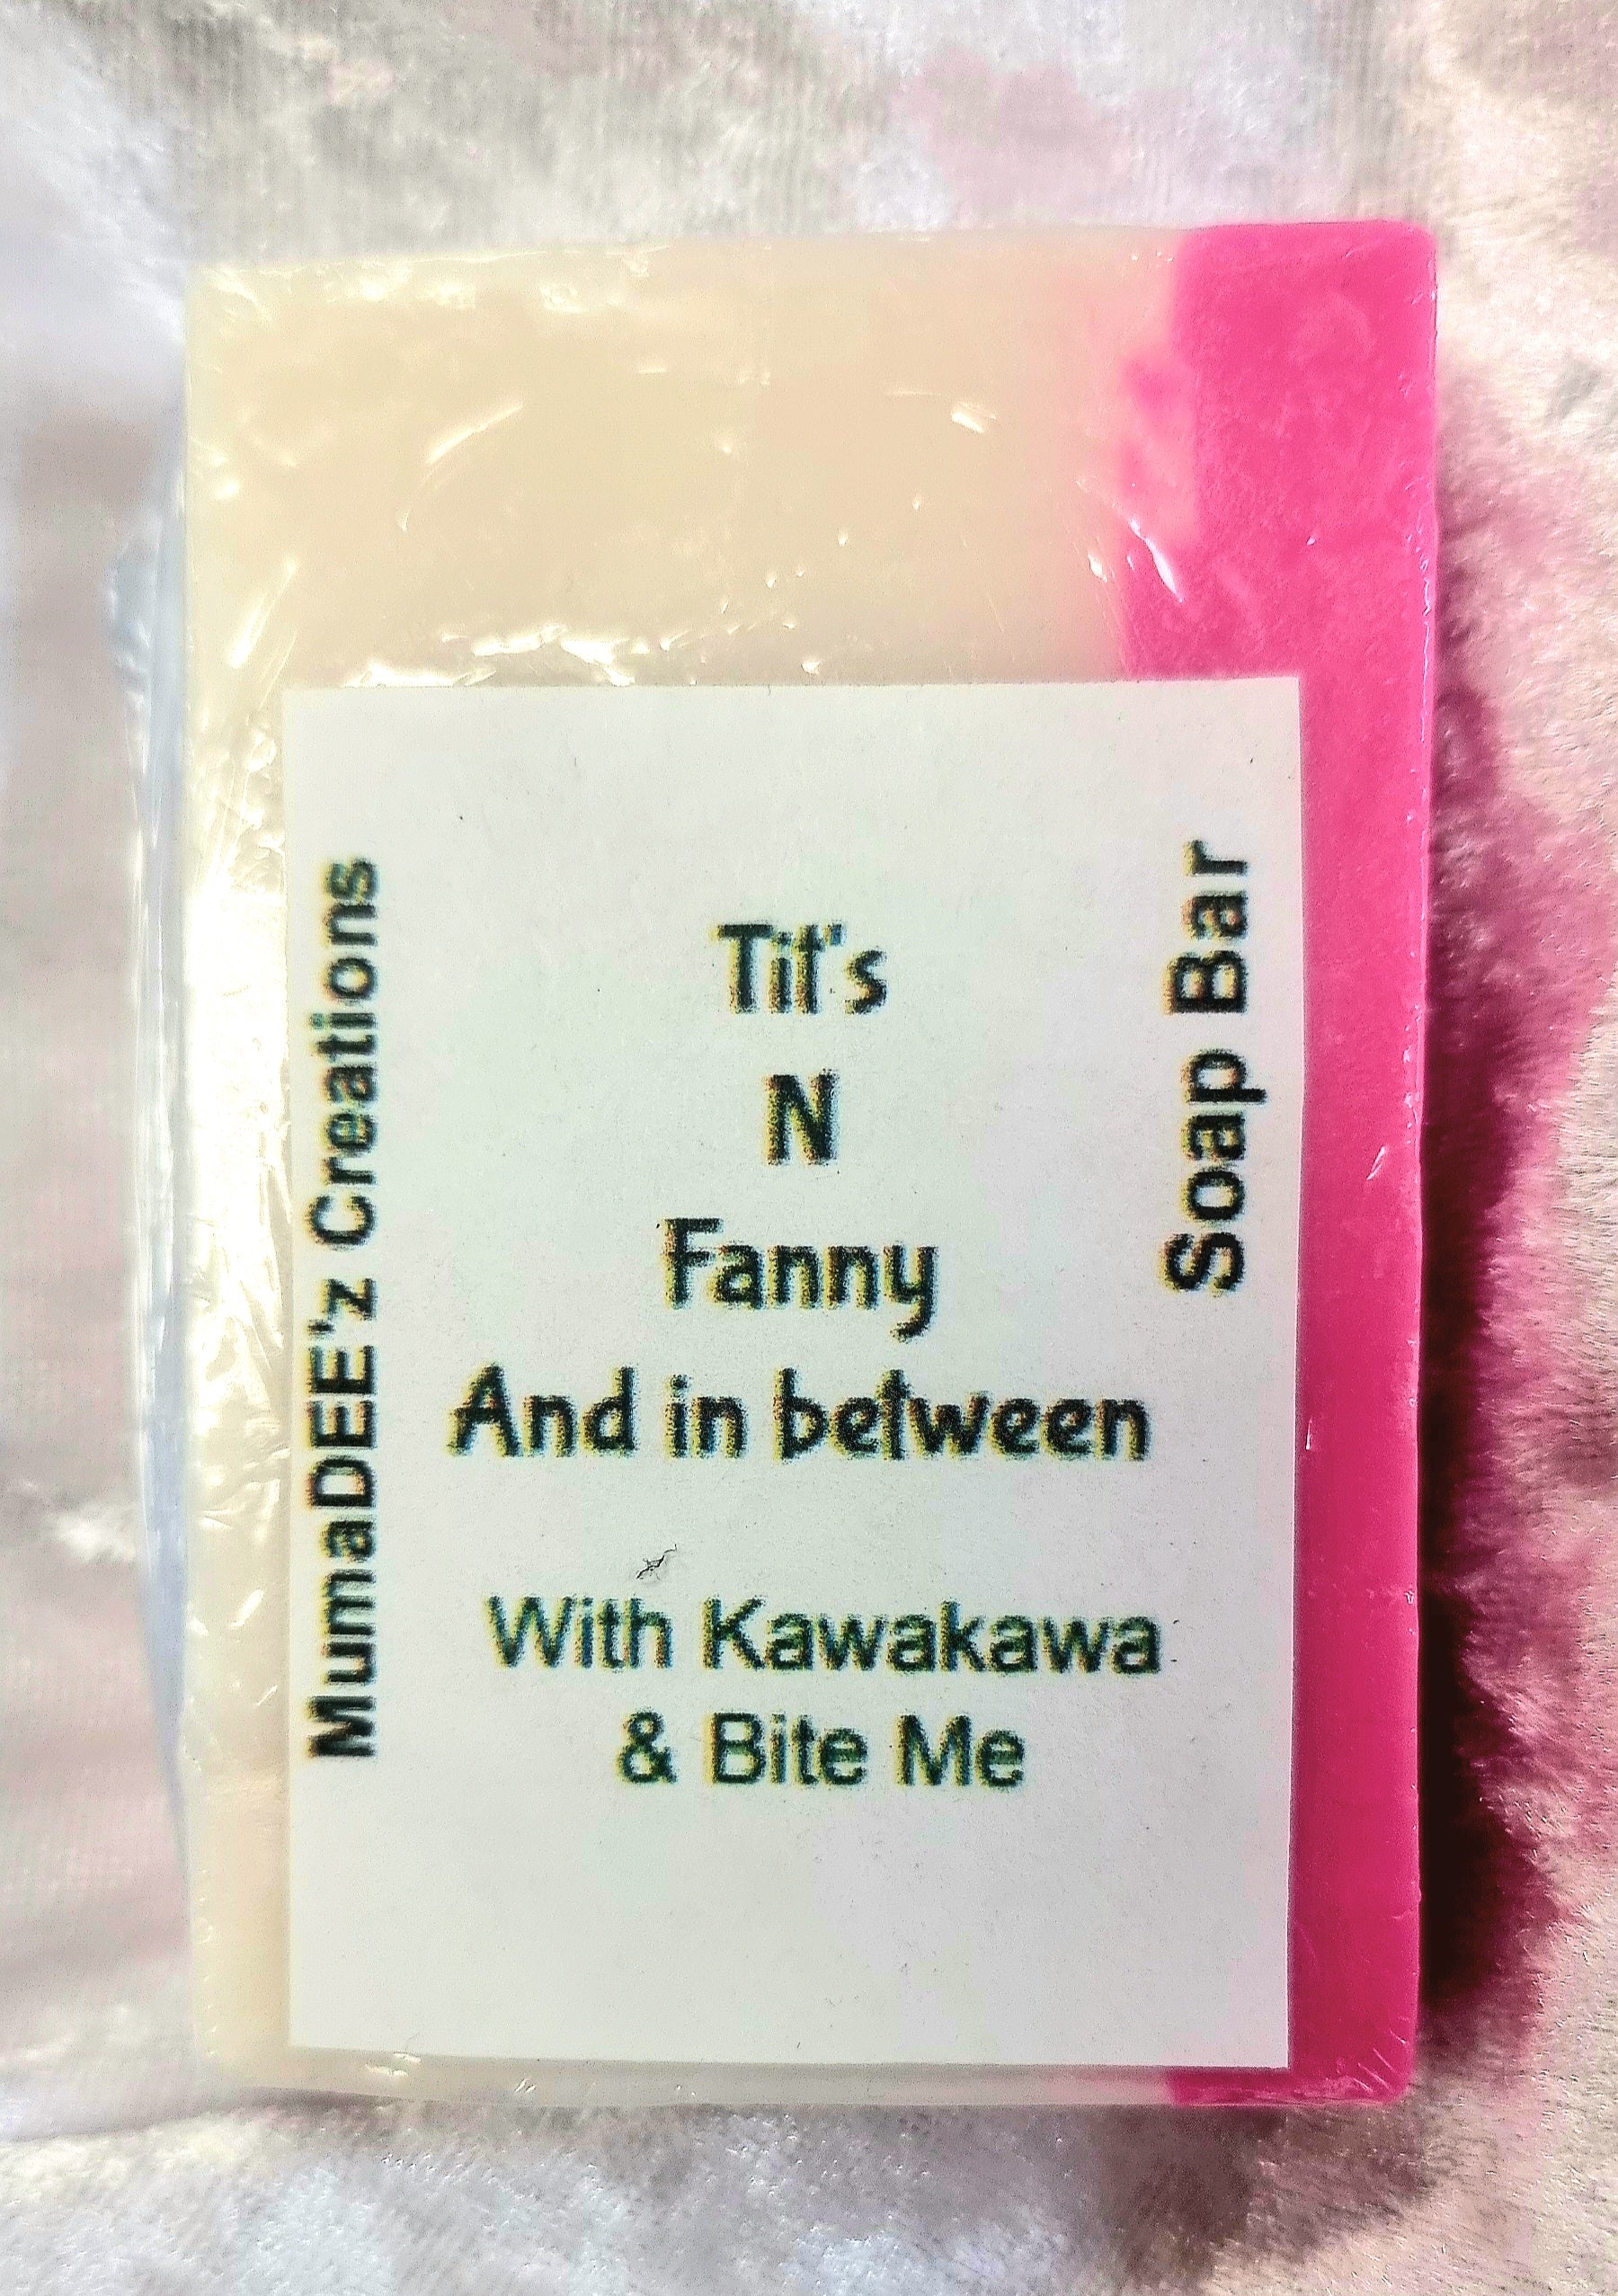 MumaDEE'z Creations
Tit's
N
Fanny
And in between
With Kawakawa
& Bite Me
Soap Bar